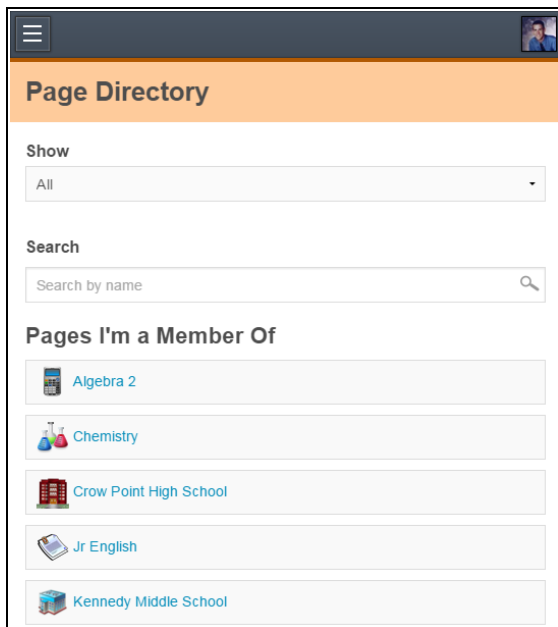 Page Directory
Show
All
Search
Search by name
Pages I'm a Member Of
Algebra 2
Chemistry
Crow Point High School
Jr English
Kennedy Middle School